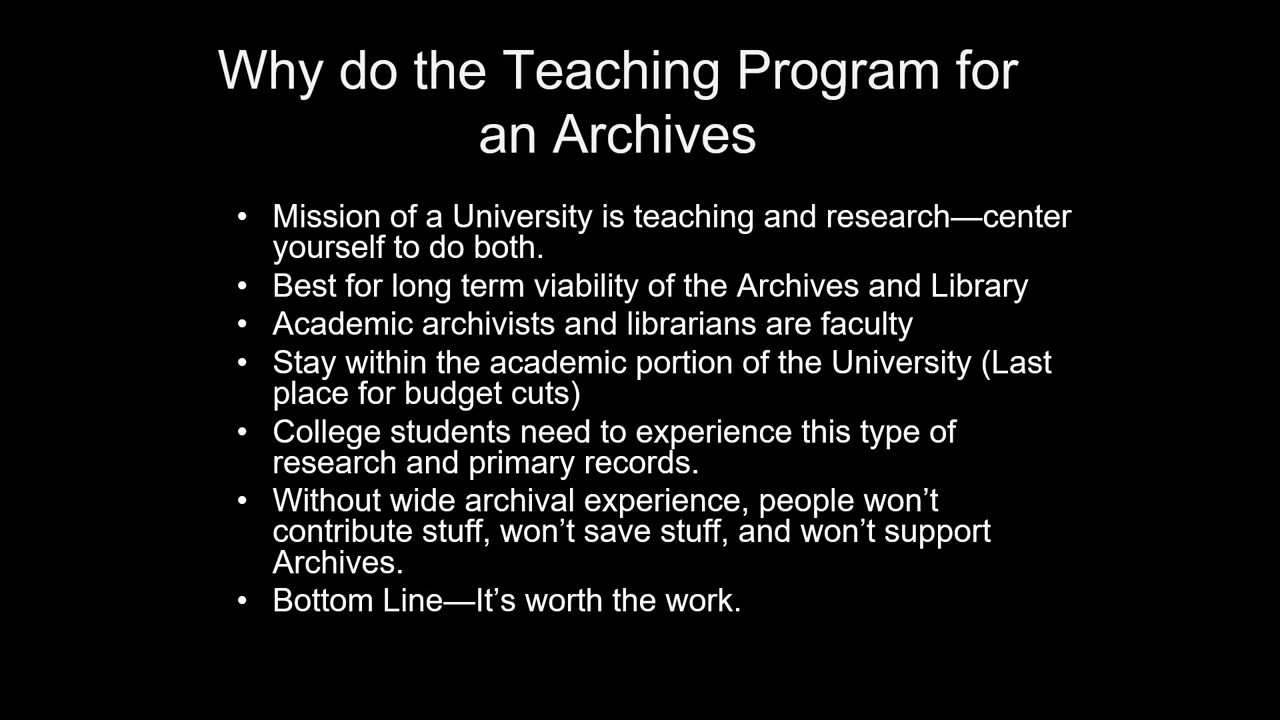 Why do the Teaching Program for
an Archives
• Mission of a University is teaching and research—center
yourself to do both.
• Best for long term viability of the Archives and Library
• Academic archivists and librarians are faculty
• Stay within the academic portion of the University (Last
place for budget cuts)
• College students need to experience this type of
research and primary records.
• Without wide archival experience, people won’t
contribute stuff, won’t save stuff, and won’t support
Archives.
• Bottom Line—It’s worth the work.